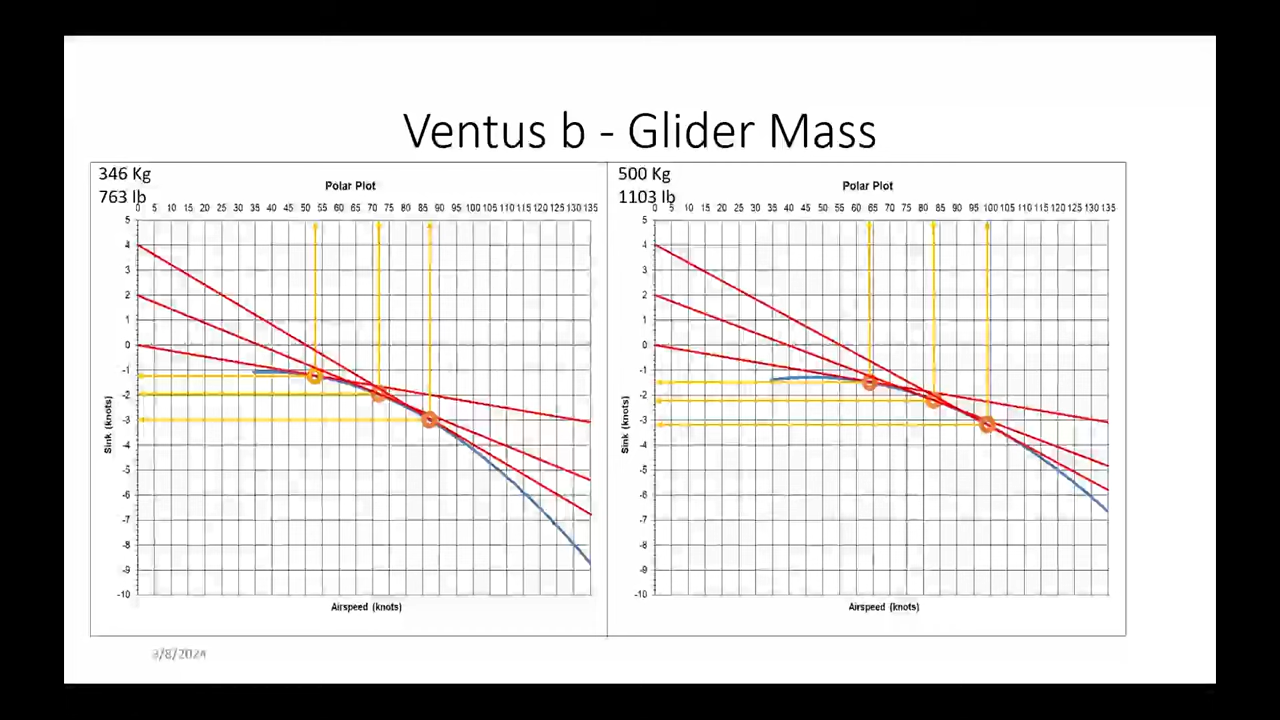 Ventus b - Glider Mass
346 Kg
763 lb
Polar Plot
0 5 10 15 20 25 30 35 40 45 50 55 60 65 70 75 80 85 90 95 100 105 110 115 120 125 130 135
5
4
3
2
1
0
-1
-2
-3
-4
-5
-6
-7
-8
-9
-10
Sink (knots)
Airspeed (knots)
500 Kg
1103 lb
Polar Plot
0 5 10 15 20 25 30 35 40 45 50 55 60 65 70 75 80 85 90 95 100 105 110 115 120 125 130 135
5
4
3
2
1
0
-1
-2
-3
-4
-5
-6
-7
-8
-9
-10
Sink (knots)
Airspeed (knots)
3/8/2024